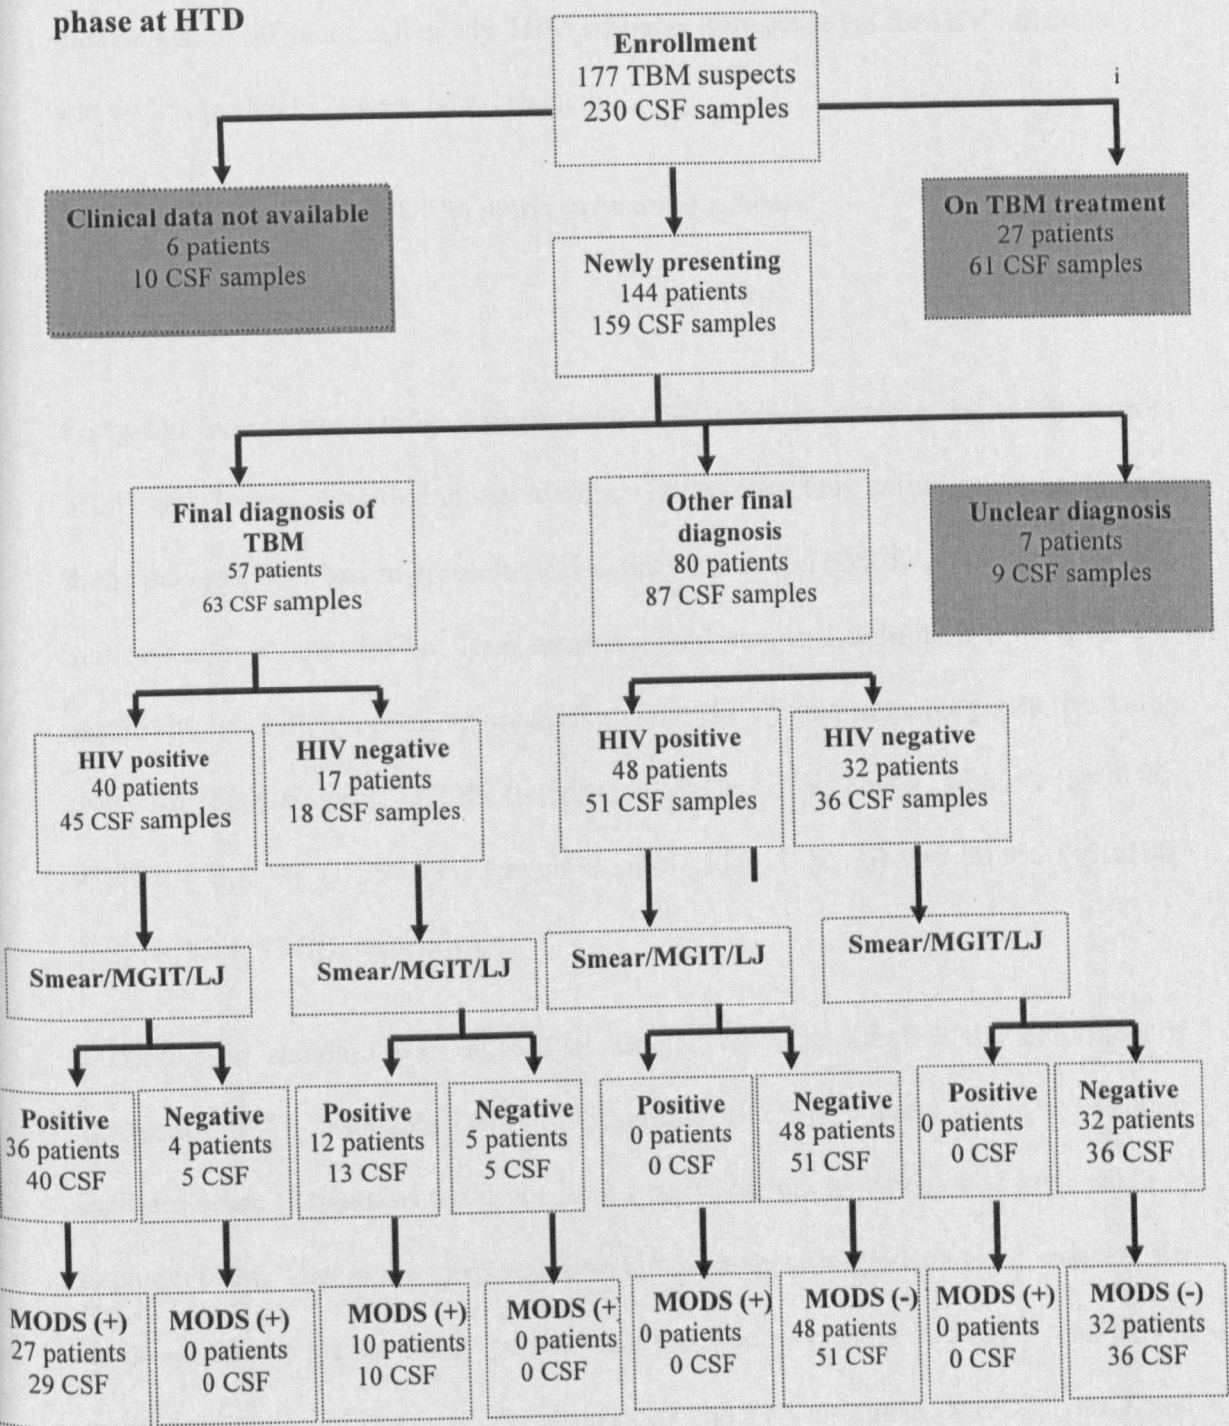 phase at HTD
Enrollment
177 TBM suspects
230 CSF samples
i
Clinical data not available
6 patients
10 CSF samples
On TBM treatment
27 patients
61 CSF samples
Newly presenting
144 patients
159 CSF samples
Final diagnosis of
TBM
57 patients
63 CSF samples
Other final
diagnosis
80 patients
87 CSF samples
Unclear diagnosis
7 patients
9 CSF samples
HIV positive
40 patients
45 CSF samples
HIV negative
17 patients
18 CSF samples
HIV positive
48 patients
51 CSF samples
HIV negative
32 patients
36 CSF samples
Smear/MGIT/LJ
Smear/MGIT/LJ
Smear/MGIT/LJ
Smear/MGIT/LJ
Positive
36 patients
40 CSF
Negative
4 patients
5 CSF
Positive
12 patients
13 CSF
Negative
5 patients
5 CSF
Positive
0 patients
0 CSF
Negative
48 patients
51 CSF
Positive
0 patients
0 CSF
Negative
32 patients
36 CSF
MODS (+)
27 patients
29 CSF
MODS (+)
0 patients
0 CSF
MODS (+)
10 patients
10 CSF
MODS (+)
0 patients
0 CSF
MODS (+)
0 patients
0 CSF
MODS (-)
48 patients
51 CSF
MODS (+)
0 patients
0 CSF
MODS (-)
32 patients
36 CSF